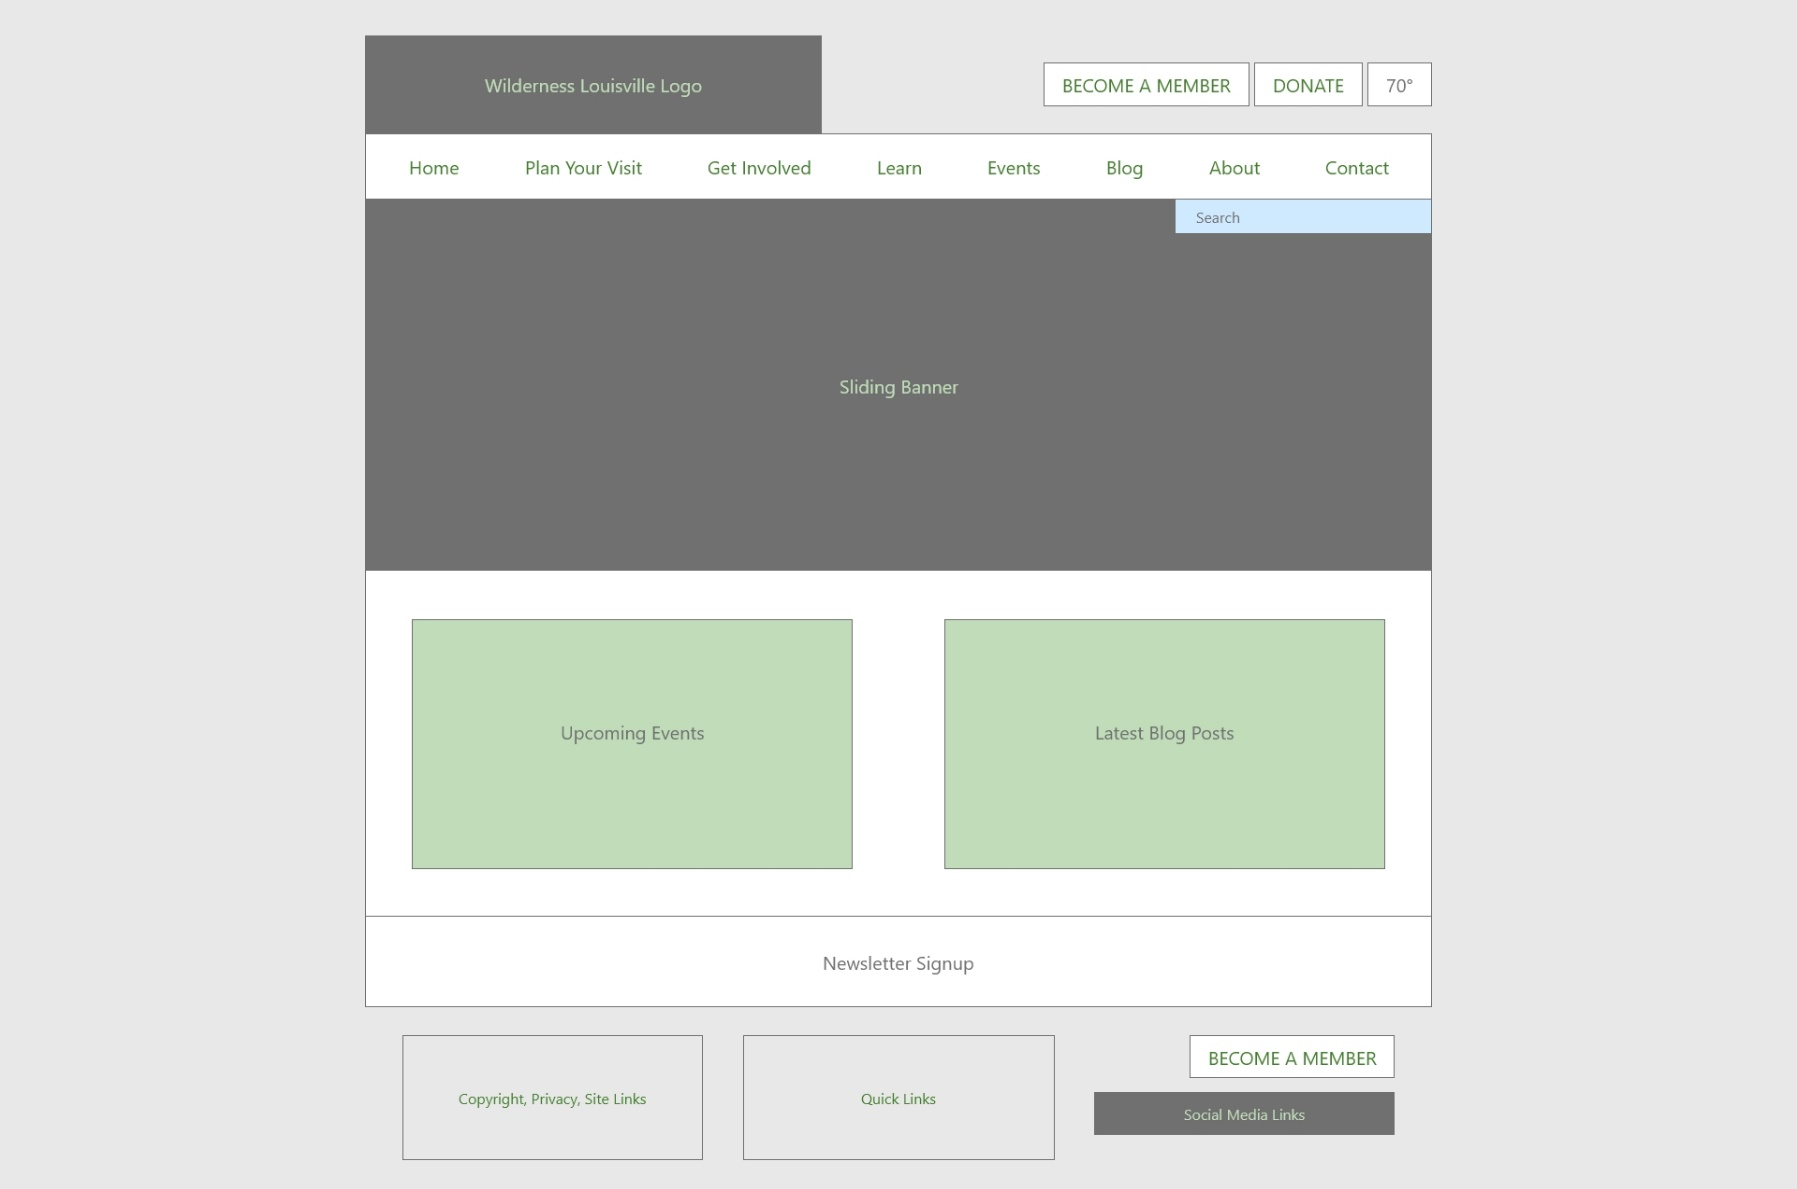 Wilderness Louisville Logo
BECOME A MEMBER
DONATE
70°
Home
Plan Your Visit
Get Involved
Learn
Events
Blog
About
Contact
Search
Sliding Banner
Upcoming Events
Latest Blog Posts
Newsletter Signup
Copyright, Privacy, Site Links
Quick Links
BECOME A MEMBER
Social Media Links